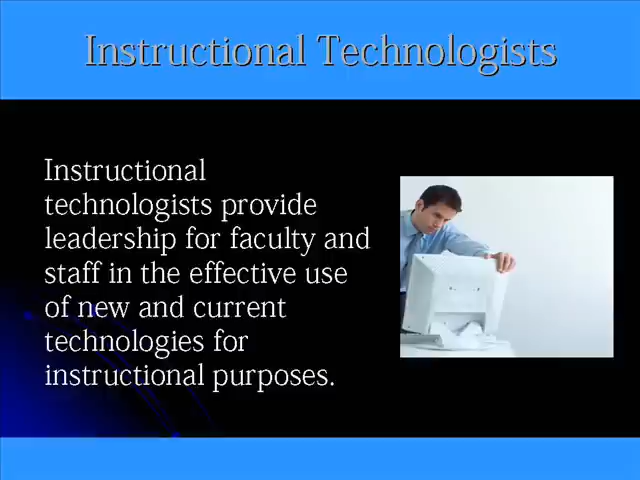 Instructional Technologists
Instructional
technologists provide
leadership for faculty and
staff in the effective use
of new and current
technologies for
instructional purposes.